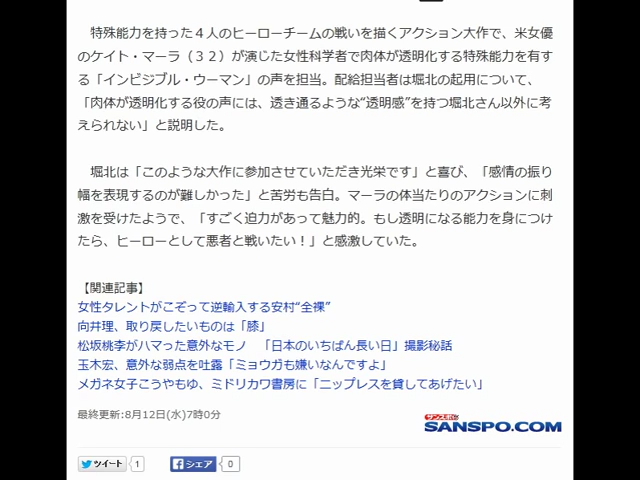 特殊能力を持った４人のヒーローチームの戦いを描くアクション大作で、米女優
のケイト・マーラ（３２）が演じた女性科学者で肉体が透明化する特殊能力を有す
る「インビジブル・ウーマン」の声を担当。配給担当者は堀北の起用について、
「肉体が透明化する役の声には、透き通るような“透明感”を持つ堀北さん以外に考
えられない」と説明した。
堀北は「このような大作に参加させていただき光栄です」と喜び、「感情の振り
幅を表現するのが難しかった」と苦労も告白。マーラの体当たりのアクションに刺
激を受けたようで、「すごく迫力があって魅力的。もし透明になる能力を身につけ
たら、ヒーローとして悪者と戦いたい！」と感激していた。
【関連記事】
女性タレントがこぞって逆輸入する安村“全裸”
向井理、取り戻したいものは「膝」
松坂桃李がハマった意外なモノ　「日本のいちばん長い日」撮影秘話
玉木宏、意外な弱点を吐露「ミョウガも嫌いなんですよ」
メガネ女子こうやもゆ、ミドリカワ書房に「ニップレスを貸してあげたい」
最終更新:8月12日(水)7時0分
サンスポ
SANSPO.COM
ツイート 1 シェア 0